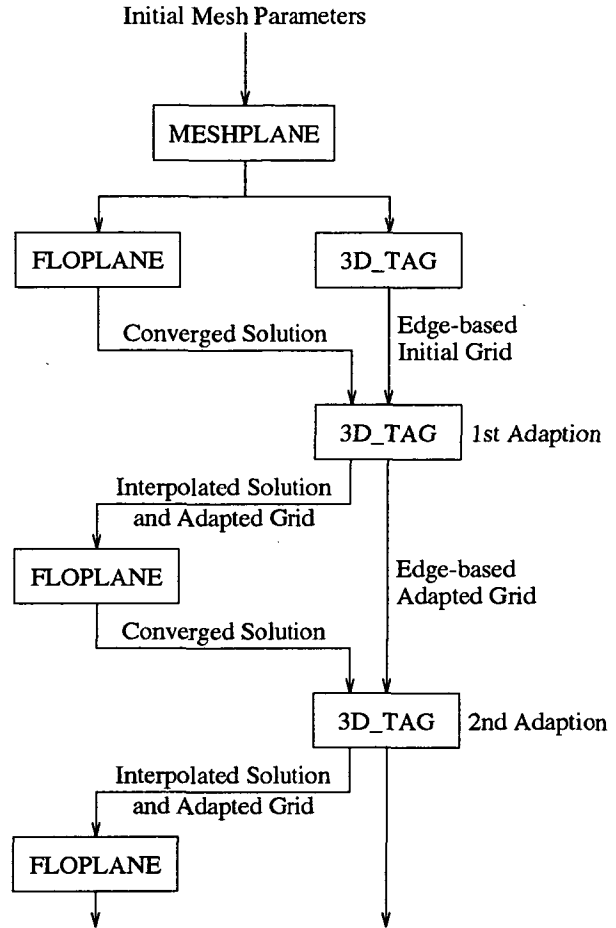 Initial Mesh Parameters
MESHPLANE
FLOPLANE
3D_TAG
Converged Solution
Edge-based
Initial Grid
3D_TAG
1st Adaption
Interpolated Solution
and Adapted Grid
FLOPLANE
Edge-based
Adapted Grid
Converged Solution
3D_TAG
2nd Adaption
Interpolated Solution
and Adapted Grid
FLOPLANE